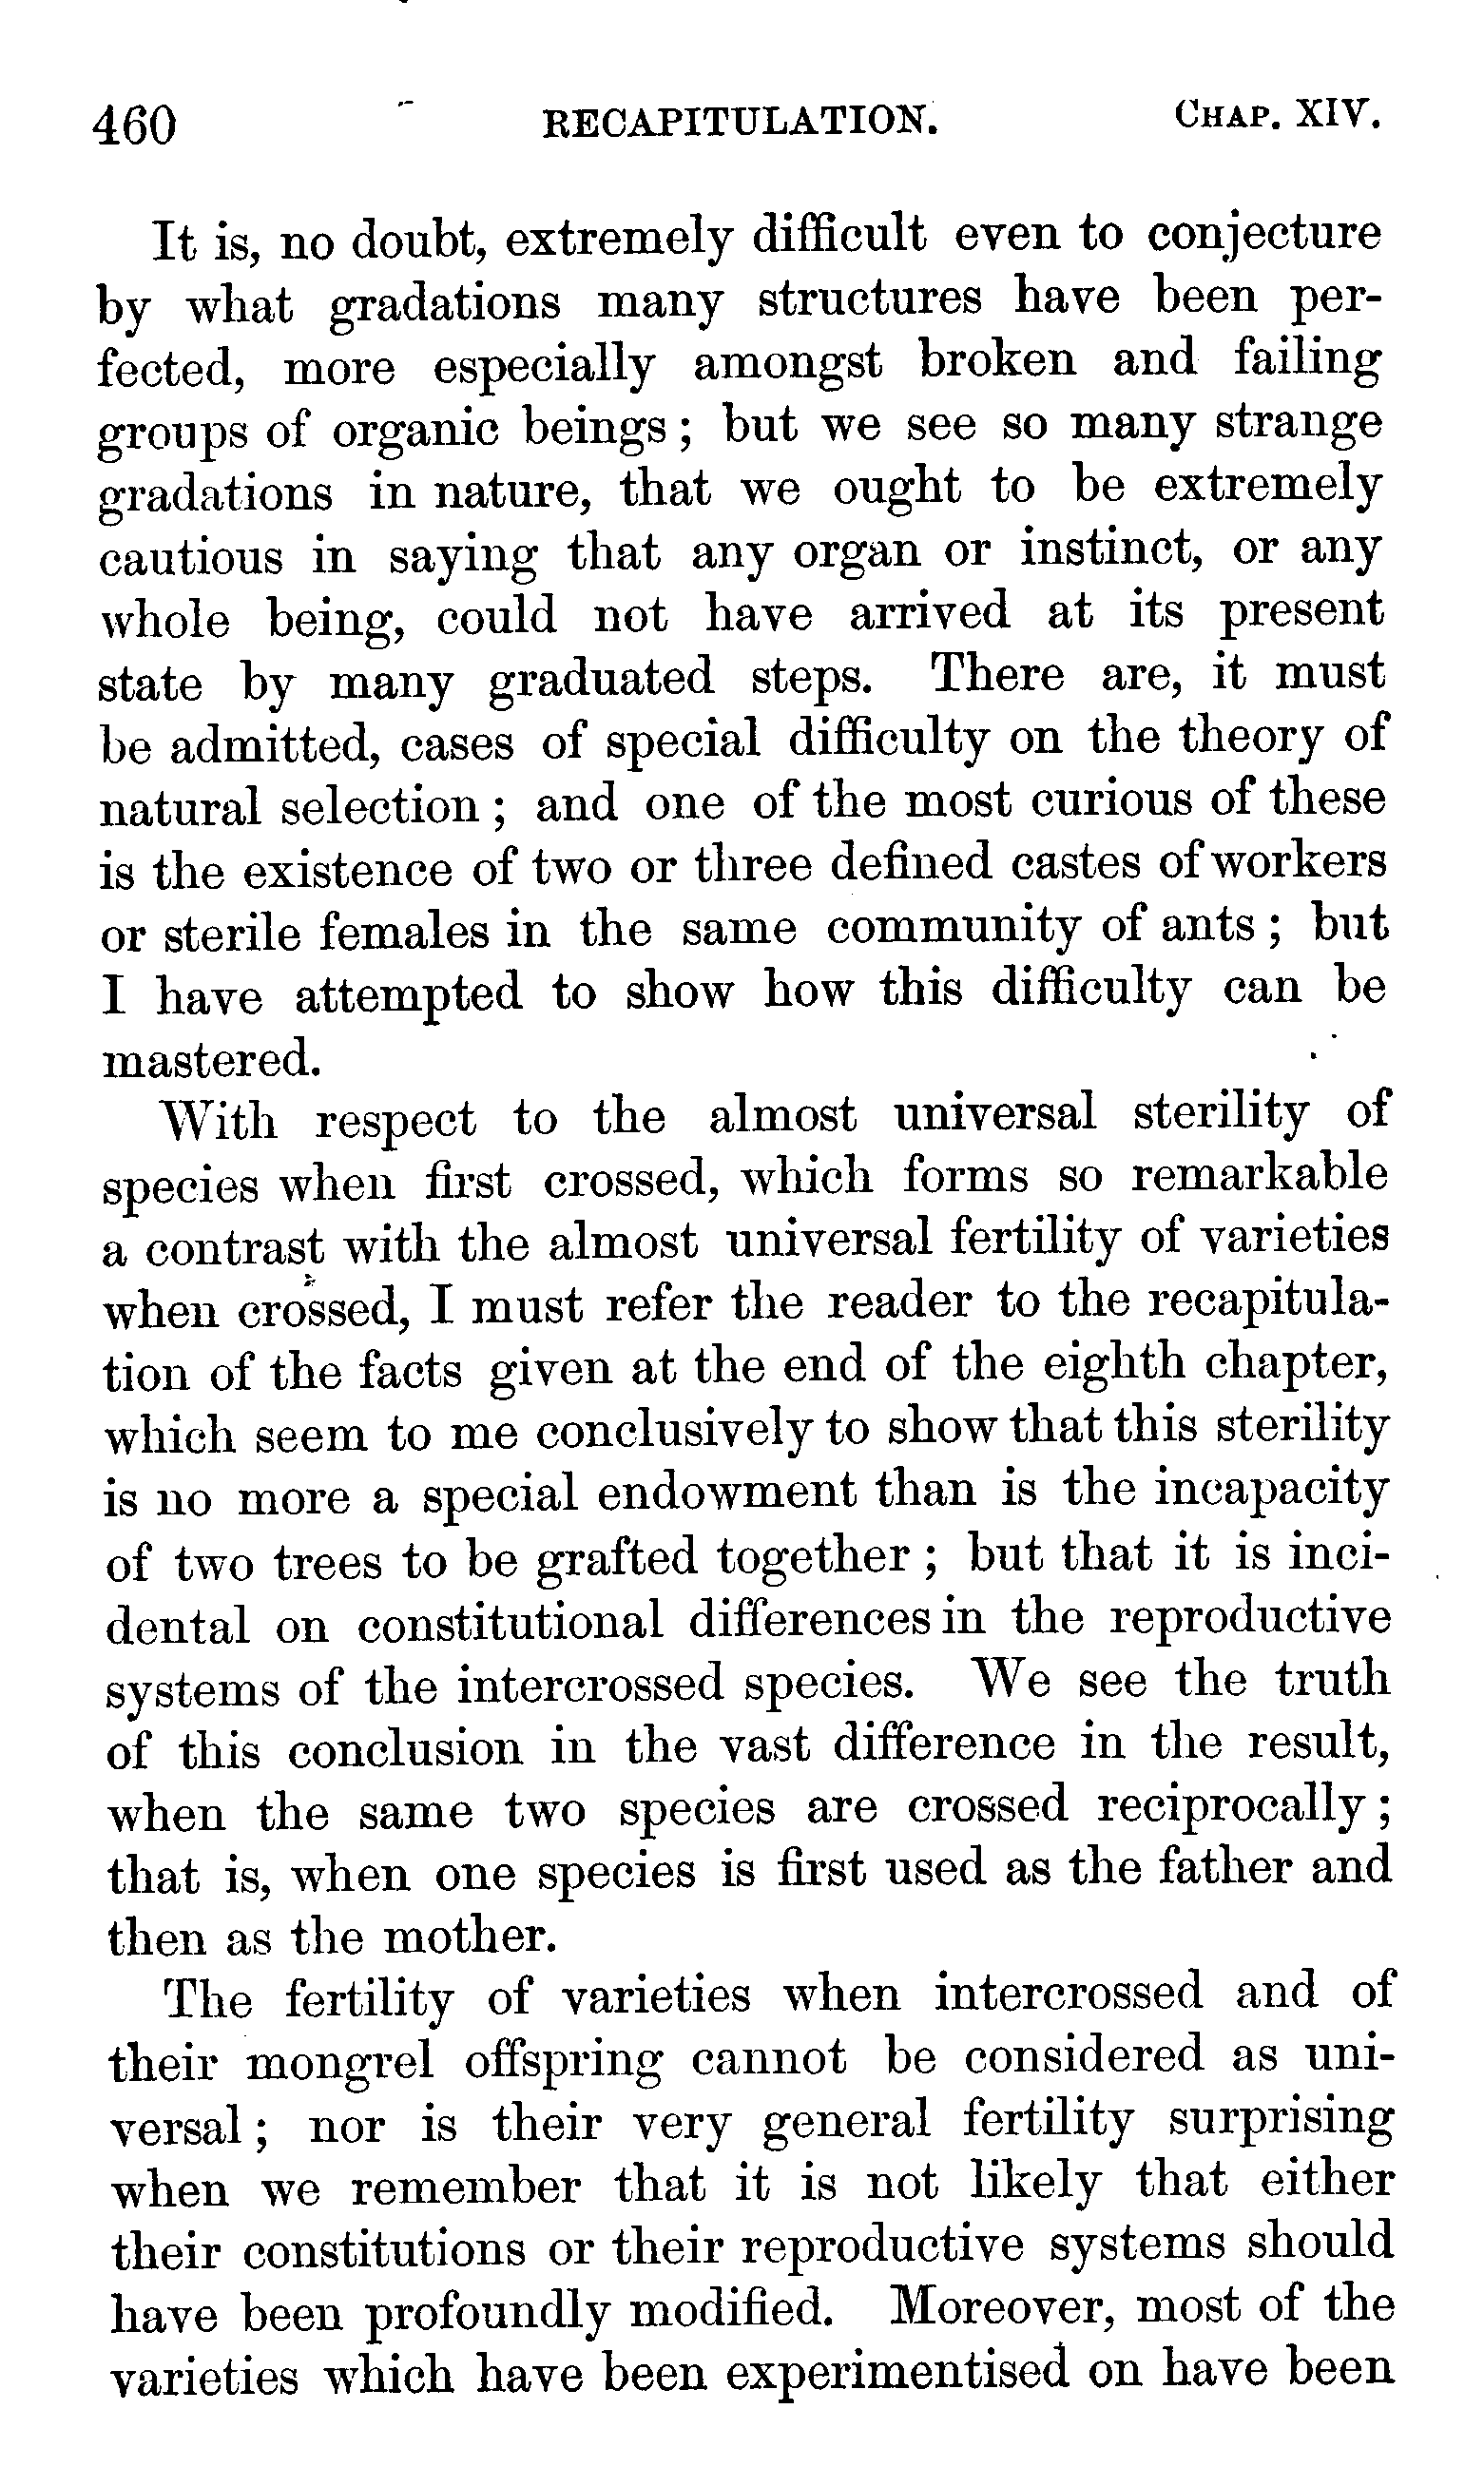 460 RECAPITULATION. CHAP. XIV.
It is, no doubt, extremely difficult even to conjecture
by what gradations many structures have been per-
fected, more especially amongst broken and failing
groups of organic beings; but we see so many strange
gradations in nature, that we ought to be extremely
cautious in saying that any organ or instinct, or any
whole being, could not have arrived at its present
state by many graduated steps. There are, it must
be admitted, cases of special difficulty on the theory of
natural selection; and one of the most curious of these
is the existence of two or three defined castes of workers
or sterile females in the same community of ants; but
I have attempted to show how this difficulty can be
mastered.
With respect to the almost universal sterility of
species when first crossed, which forms so remarkable
a contrast with the almost universal fertility of varieties
when crossed, I must refer the reader to the recapitula-
tion of the facts given at the end of the eighth chapter,
which seem to me conclusively to show that this sterility
is no more a special endowment than is the incapacity
of two trees to be grafted together; but that it is inci-
dental on constitutional differences in the reproductive
systems of the intercrossed species. We see the truth
of this conclusion in the vast difference in the result,
when the same two species are crossed reciprocally;
that is, when one species is first used as the father and
then as the mother.
The fertility of varieties when intercrossed and of
their mongrel offspring cannot be considered as uni-
versal; nor is their very general fertility surprising
when we remember that it is not likely that either
their constitutions or their reproductive systems should
have been profoundly modified. Moreover, most of the
varieties which have been experimentised on have been